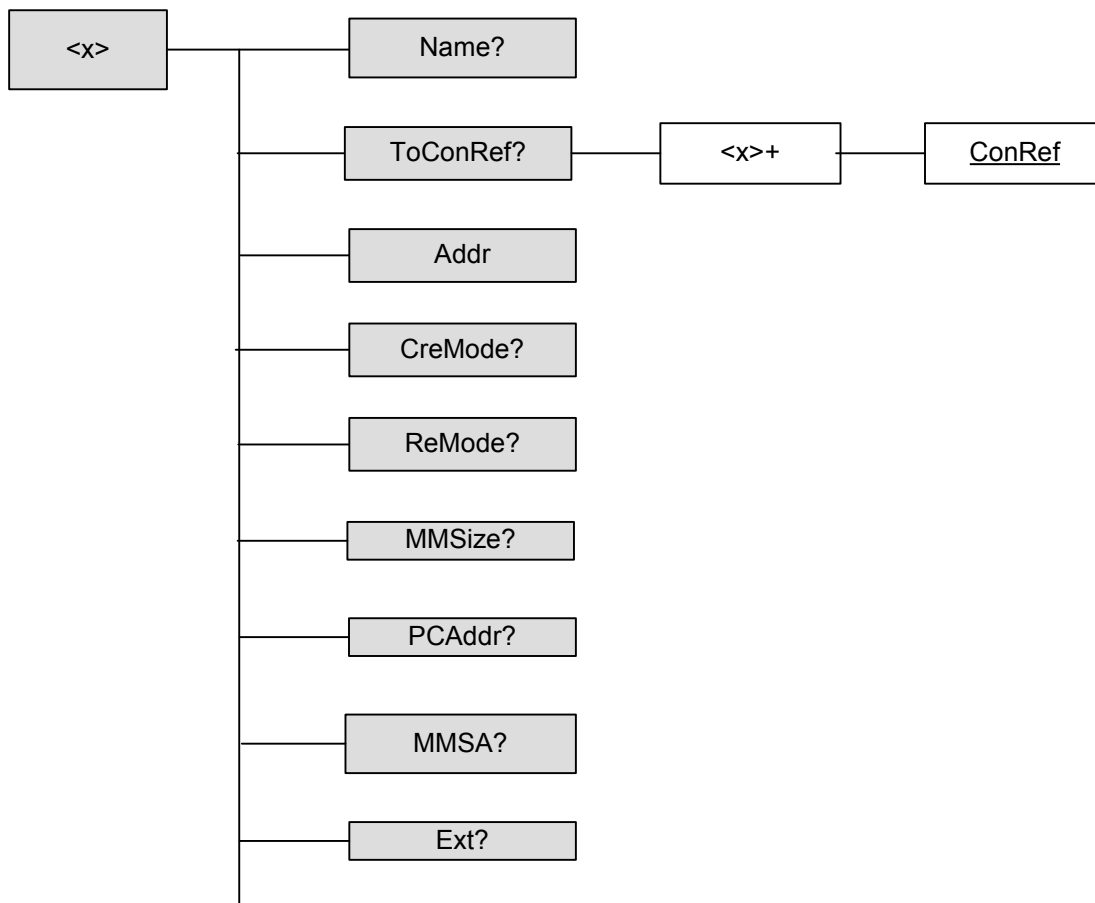 <x>
Name?
ToConRef?
<x>+
ConRef
Addr
CreMode?
ReMode?
MMSize?
PCAddr?
MMSA?
Ext?